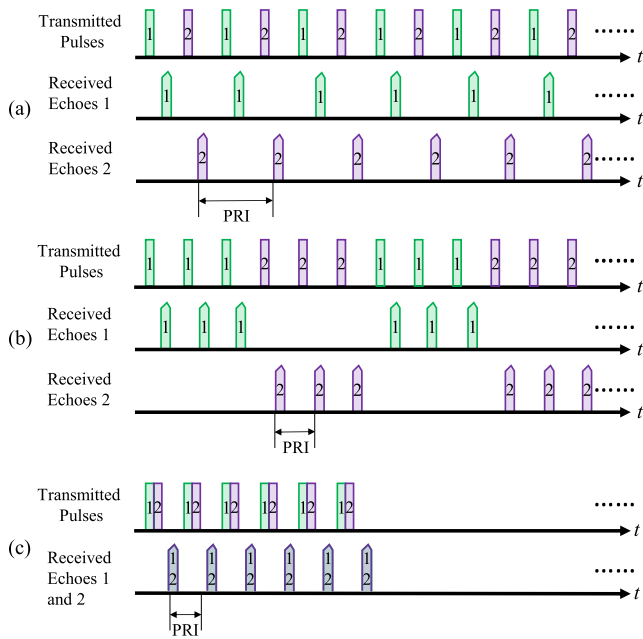 Transmitted
Pulses
1 2 1 2 1 2 1 2 1 2 1 2 ······
t
(a)
Received
Echoes 1
1 1 1 1 1 1 ······
t
Received
Echoes 2
2 2 2 2 2 2 ······
t
PRI
Transmitted
Pulses
1 1 1 2 2 2 1 1 1 2 2 2 ······
t
(b)
Received
Echoes 1
1 1 1 1 1 1 ······
t
Received
Echoes 2
2 2 2 2 2 2 ······
t
PRI
Transmitted
Pulses
12 12 12 12 12 12 ······
t
(c)
Received
Echoes 1
and 2
1 1 1 1 1 1 ······
2 2 2 2 2 2
t
PRI